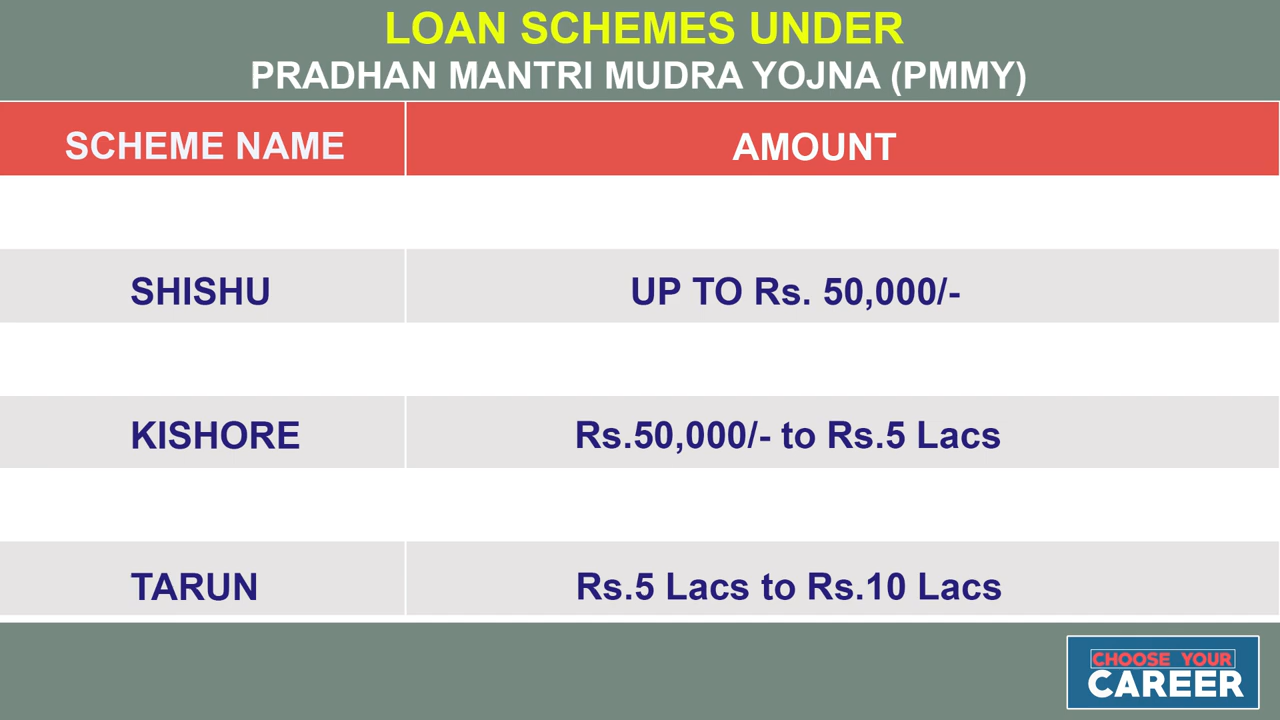 LOAN SCHEMES UNDER
PRADHAN MANTRI MUDRA YOJNA (PMMY)
SCHEME NAME AMOUNT
SHISHU UP TO Rs. 50,000/-
KISHORE Rs.50,000/- to Rs.5 Lacs
TARUN Rs.5 Lacs to Rs.10 Lacs
CHOOSE YOUR
CAREER